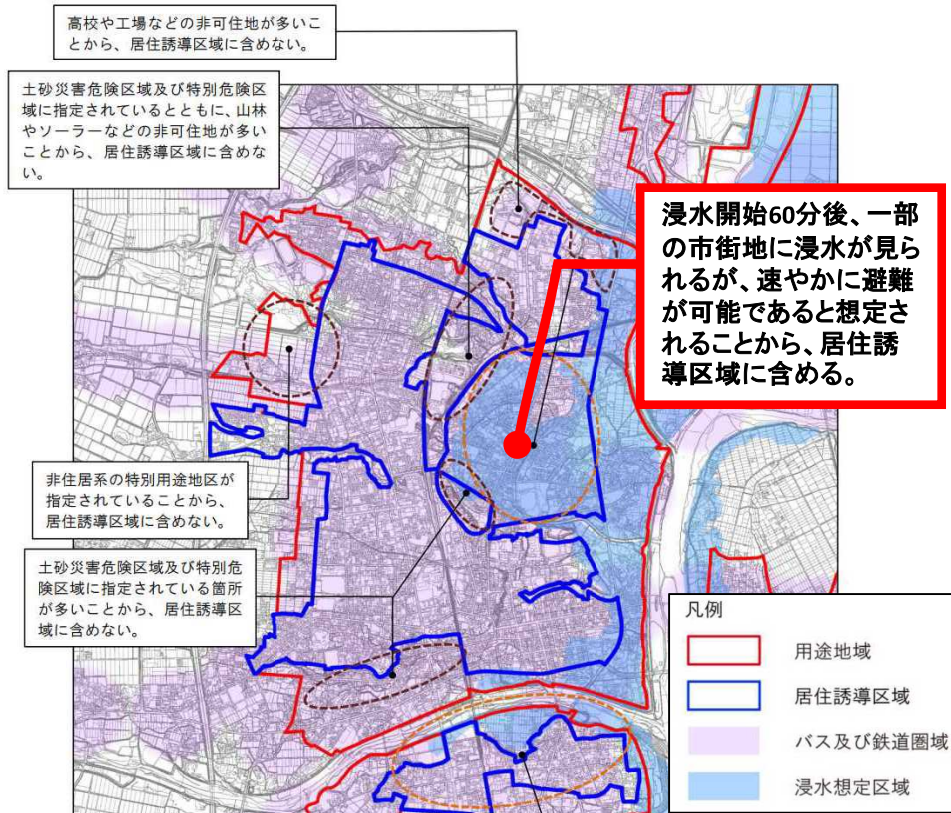 高校や工場などの非可住地が多いこ
とから、居住誘導区域に含めない。
土砂災害危険区域及び特別危険区
域に指定されているとともに、山林
やソーラーなどの非可住地が多い
ことから、居住誘導区域に含めな
い。
浸水開始60分後、一部
の市街地に浸水が見ら
れるが、速やかに避難
が可能であると想定さ
れることから、居住誘
導区域に含める。
非住居系の特別用途地区が
指定されていることから、
居住誘導区域に含めない。
土砂災害危険区域及び特別危
険区域に指定されている箇所
が多いことから、居住誘導区
域に含めない。
凡例
用途地域
居住誘導区域
バス及び鉄道圏域
浸水想定区域